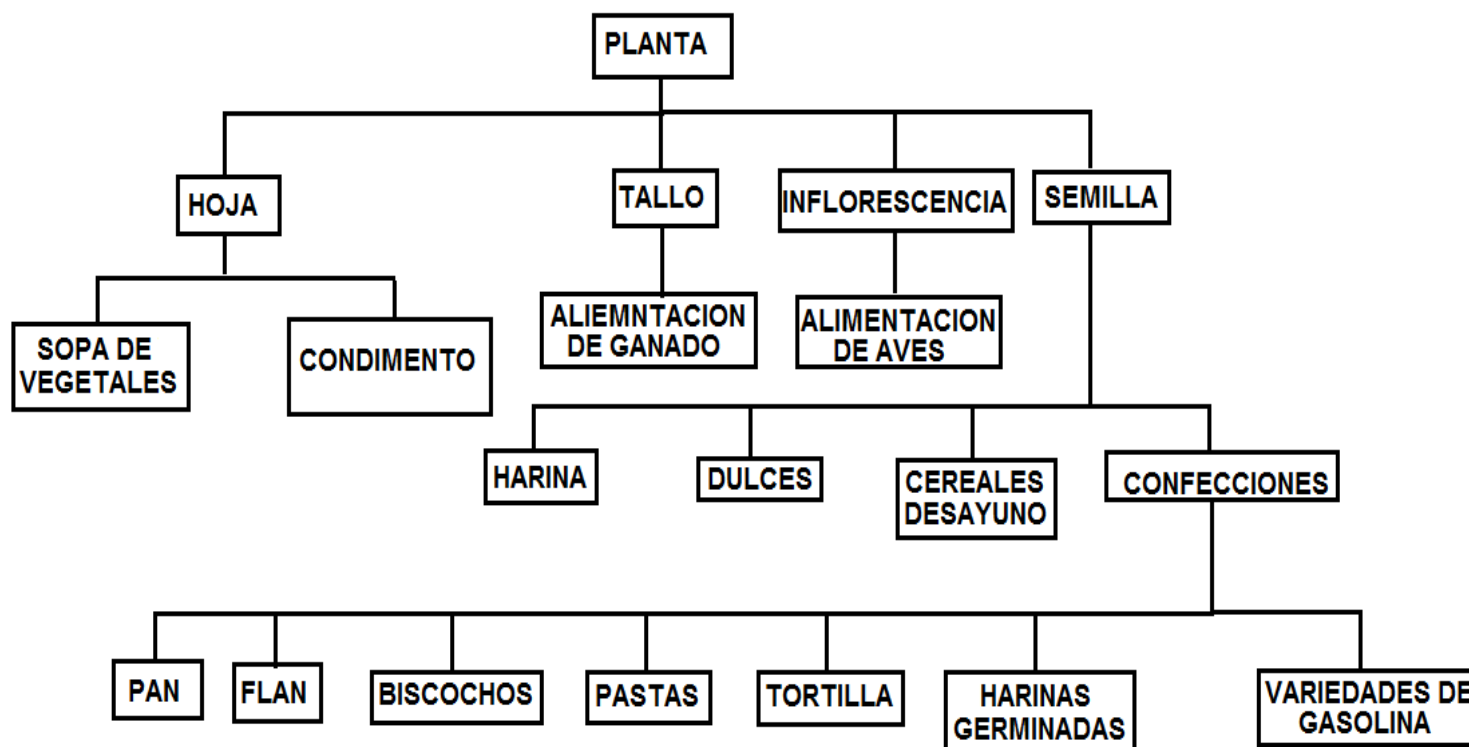 PLANTA
HOJA
TALLO
INFLORESCENCIA
SEMILLA
SOPA DE
VEGETALES
CONDIMENTO
ALIEMNTACION
DE GANADO
ALIMENTACION
DE AVES
HARINA
DULCES
CEREALES
DESAYUNO
CONFECCIONES
PAN
FLAN
BISCOCHOS
PASTAS
TORTILLA
HARINAS
GERMINADAS
VARIEDADES DE
GASOLINA